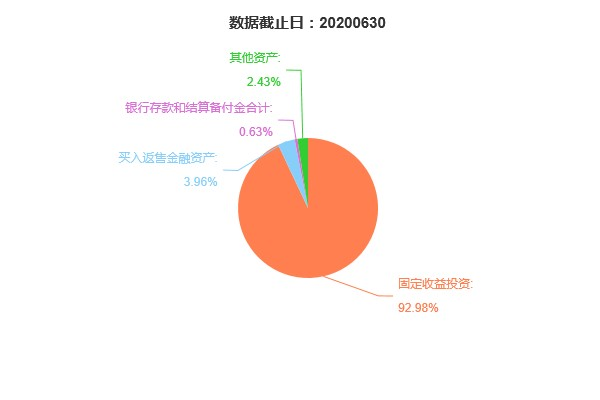 数据截止日：20200630
其他资产:
2.43%
银行存款和结算备付金合计:
0.63%
买入返售金融资产:
3.96%
固定收益投资:
92.98%